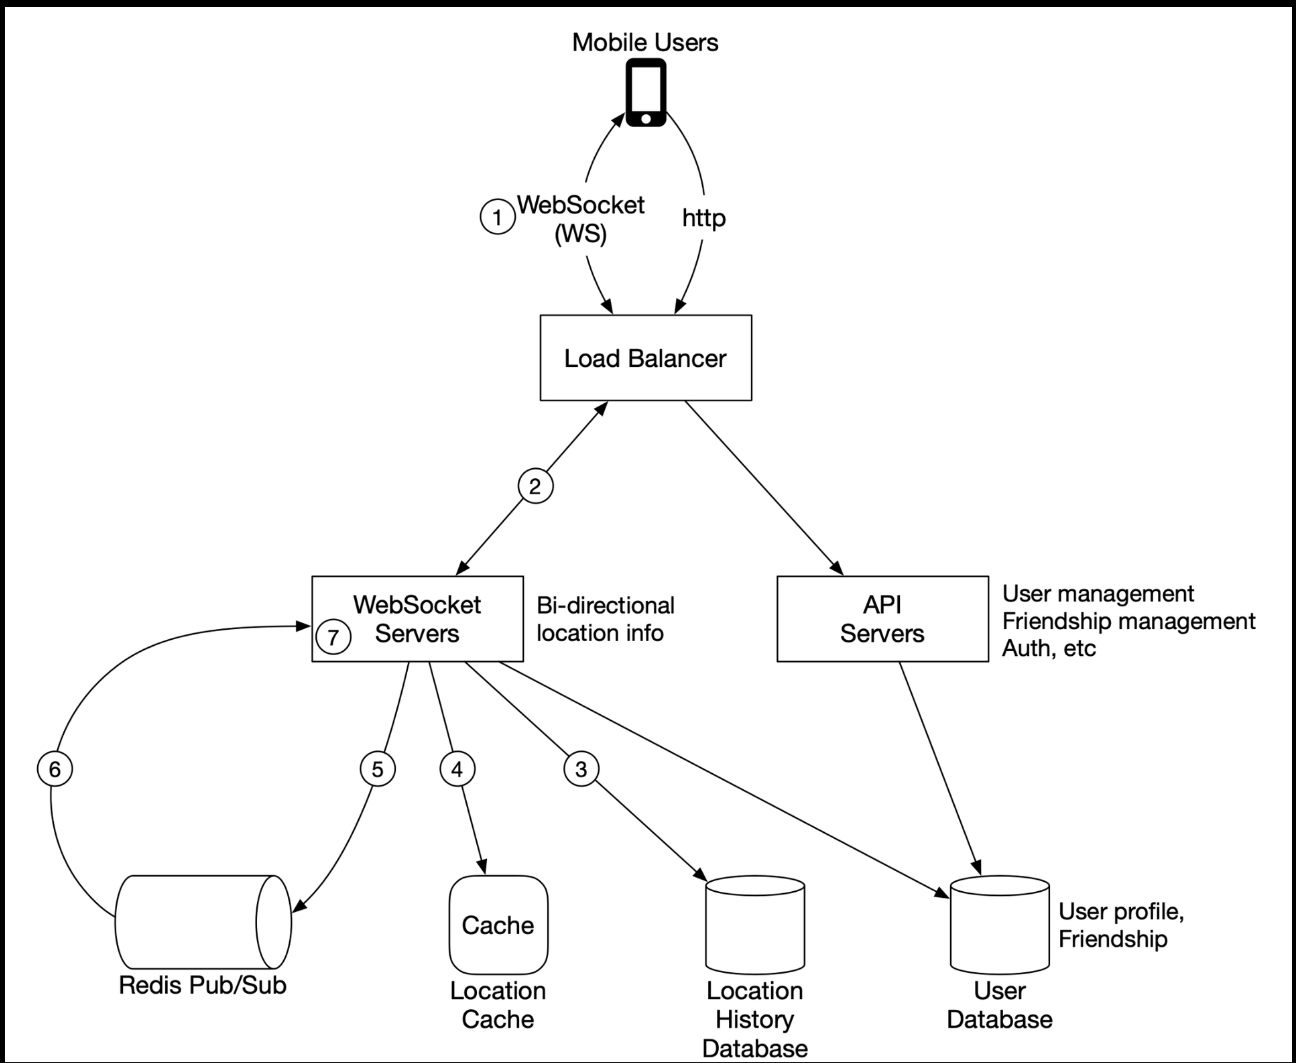 Mobile Users
1
WebSocket
(WS)
http
Load Balancer
2
WebSocket
Servers
7
Bi-directional
location info
API
Servers
User management
Friendship management
Auth, etc
6
5
4
3
Redis Pub/Sub
Cache
Location
Cache
Location
History
Database
User
Database
User profile,
Friendship